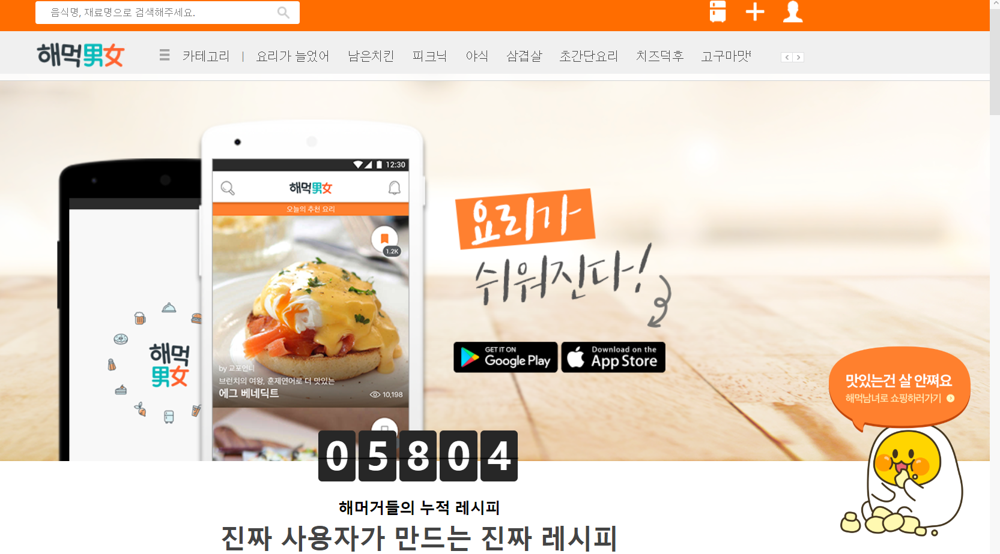 음식명, 재료명으로 검색해주세요.
해먹男女
카테고리 | 요리가 늘었어 남은치킨 피크닉 야식 삼겹살 초간단요리 치즈덕후 고구마맛
12:30
해먹男女
오늘의 추천 요리
1.2K
by 교포언니
브런치의 여왕, 훈제연어로 더 맛있는
에그 베네딕트
10,198
해먹
男女
요리가
쉬워진다!
GET IT ON
Google Play
Download on the
App Store
맛있는건 살 안쪄요
해먹남녀로 쇼핑하러가기
05804
해머거들의 누적 레시피
진짜 사용자가 만드는 진짜 레시피